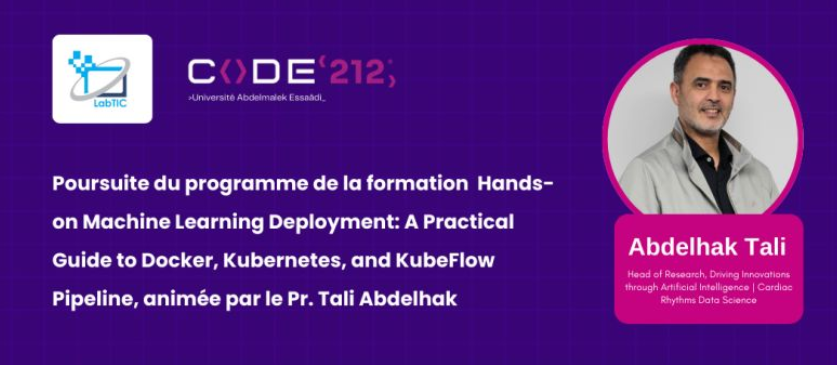 LabTIC
C<>DE{212}
>Université Abdelmalek Essaâdi_
Poursuite du programme de la formation Hands-
on Machine Learning Deployment: A Practical
Guide to Docker, Kubernetes, and KubeFlow
Pipeline, animée par le Pr. Tali Abdelhak
Abdelhak Tali
Head of Research, Driving Innovations
through Artificial Intelligence | Cardiac
Rhythms Data Science